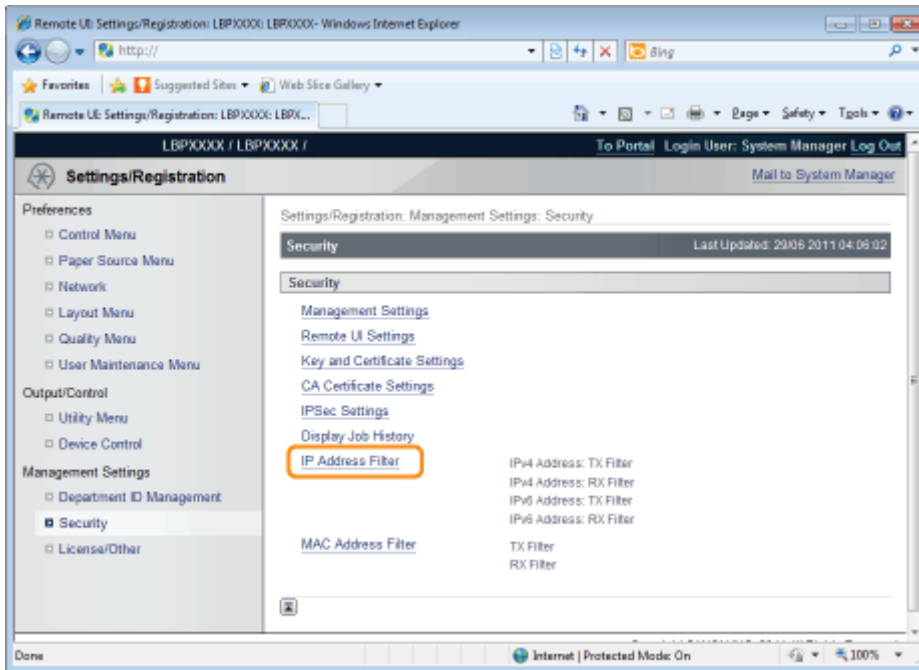 Remote UI: Settings/Registration: LBPXXXX: LBPXXXX- Windows Internet Explorer
http://
Bing
Favorites Suggested Sites Web Slice Gallery
Remote UI: Settings/Registration: LBPXXXX: LBPX...
Page Safety Tools
LBPXXXX / LBPXXXX /
To Portal Login User: System Manager Log Out
Settings/Registration
Mail to System Manager
Preferences
Control Menu
Paper Source Menu
Network
Layout Menu
Quality Menu
User Maintenance Menu
Output/Control
Utility Menu
Device Control
Management Settings
Department ID Management
Security
License/Other
Settings/Registration: Management Settings: Security
Security
Last Updated: 29/06 2011 04:06:02
Security
Management Settings
Remote UI Settings
Key and Certificate Settings
CA Certificate Settings
IPSec Settings
Display Job History
IP Address Filter
IPv4 Address: TX Filter
IPv4 Address: RX Filter
IPv6 Address: TX Filter
IPv6 Address: RX Filter
MAC Address Filter
TX Filter
RX Filter
Done
Internet | Protected Mode: On
100%